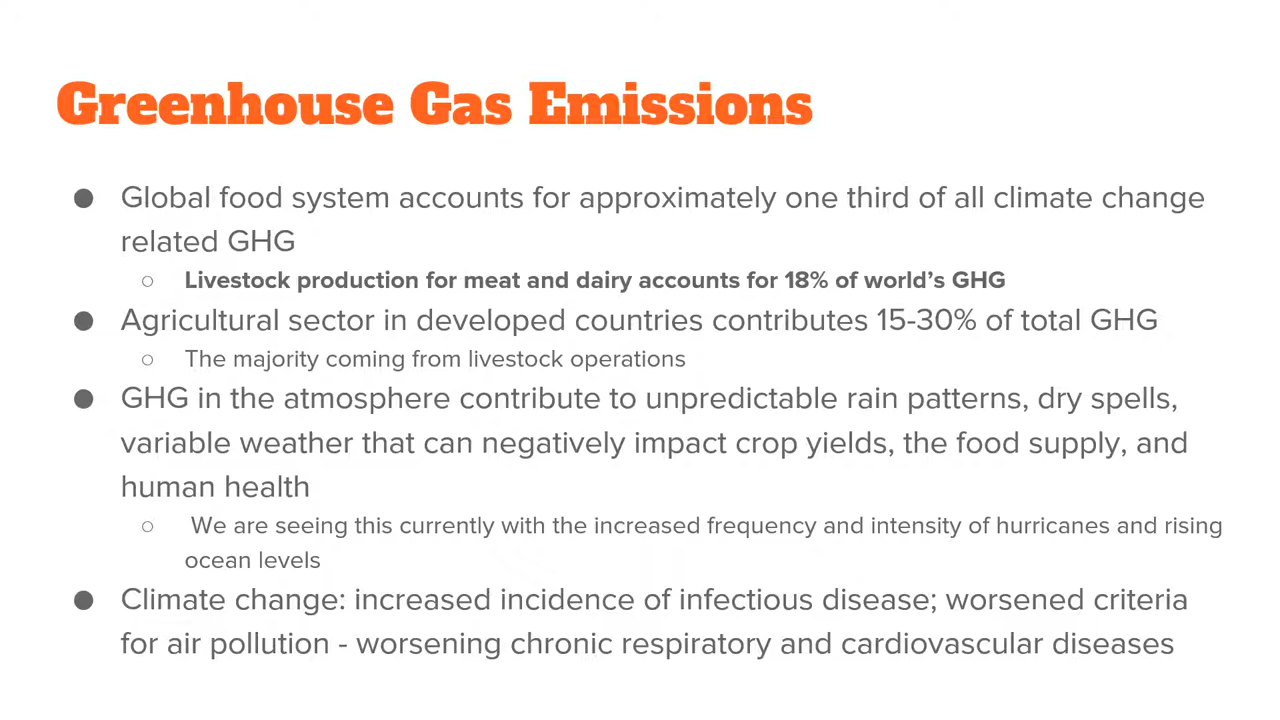 Greenhouse Gas Emissions
● Global food system accounts for approximately one third of all climate change
related GHG
○ Livestock production for meat and dairy accounts for 18% of world’s GHG
● Agricultural sector in developed countries contributes 15-30% of total GHG
○ The majority coming from livestock operations
● GHG in the atmosphere contribute to unpredictable rain patterns, dry spells,
variable weather that can negatively impact crop yields, the food supply, and
human health
○ We are seeing this currently with the increased frequency and intensity of hurricanes and rising
ocean levels
● Climate change: increased incidence of infectious disease; worsened criteria
for air pollution - worsening chronic respiratory and cardiovascular diseases